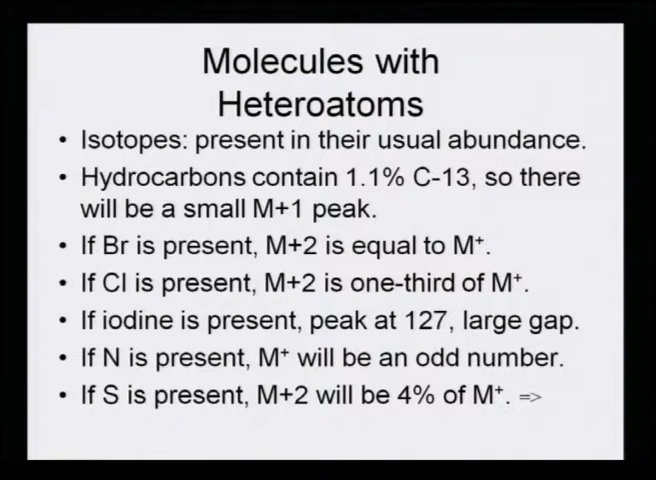 Molecules with
Heteroatoms
• Isotopes: present in their usual abundance.
• Hydrocarbons contain 1.1% C-13, so there
will be a small M+1 peak.
• If Br is present, M+2 is equal to M⁺.
• If Cl is present, M+2 is one-third of M⁺.
• If iodine is present, peak at 127, large gap.
• If N is present, M⁺ will be an odd number.
• If S is present, M+2 will be 4% of M⁺. =>